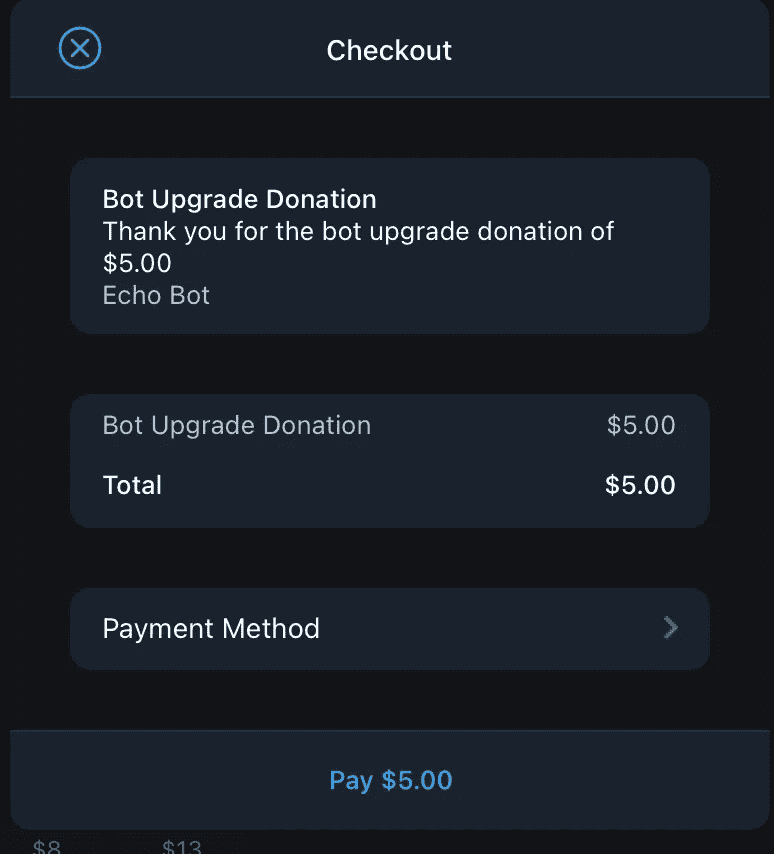 Checkout
Bot Upgrade Donation
Thank you for the bot upgrade donation of
$5.00
Echo Bot
Bot Upgrade Donation $5.00
Total $5.00
Payment Method
Pay $5.00
$8 $13